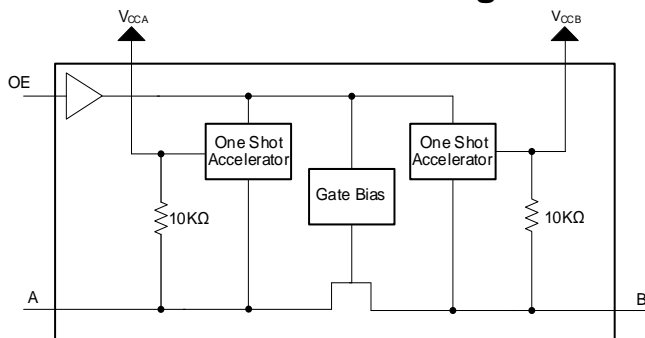 VCCA
VCCB
OE
One Shot
Accelerator
One Shot
Accelerator
Gate Bias
10KΩ
10KΩ
A
B